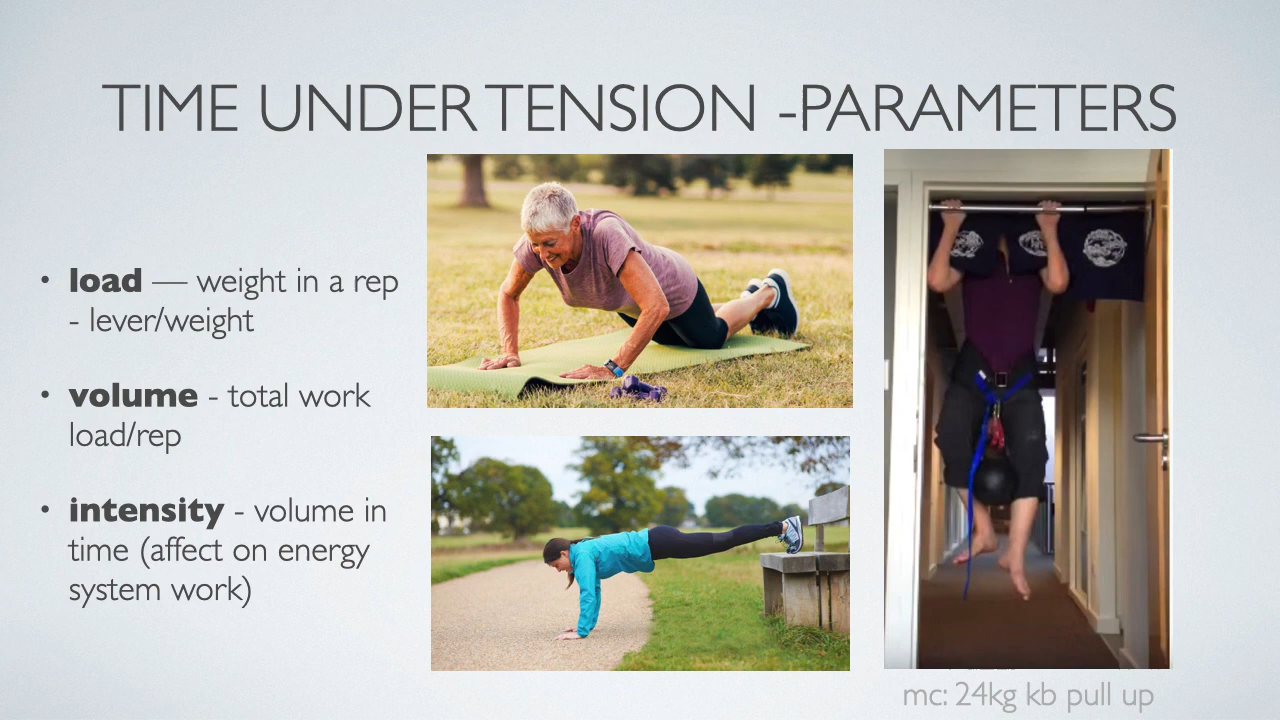 TIME UNDER TENSION -PARAMETERS
• load — weight in a rep
- lever/weight
• volume - total work
load/rep
• intensity - volume in
time (affect on energy
system work)
mc: 24kg kb pull up